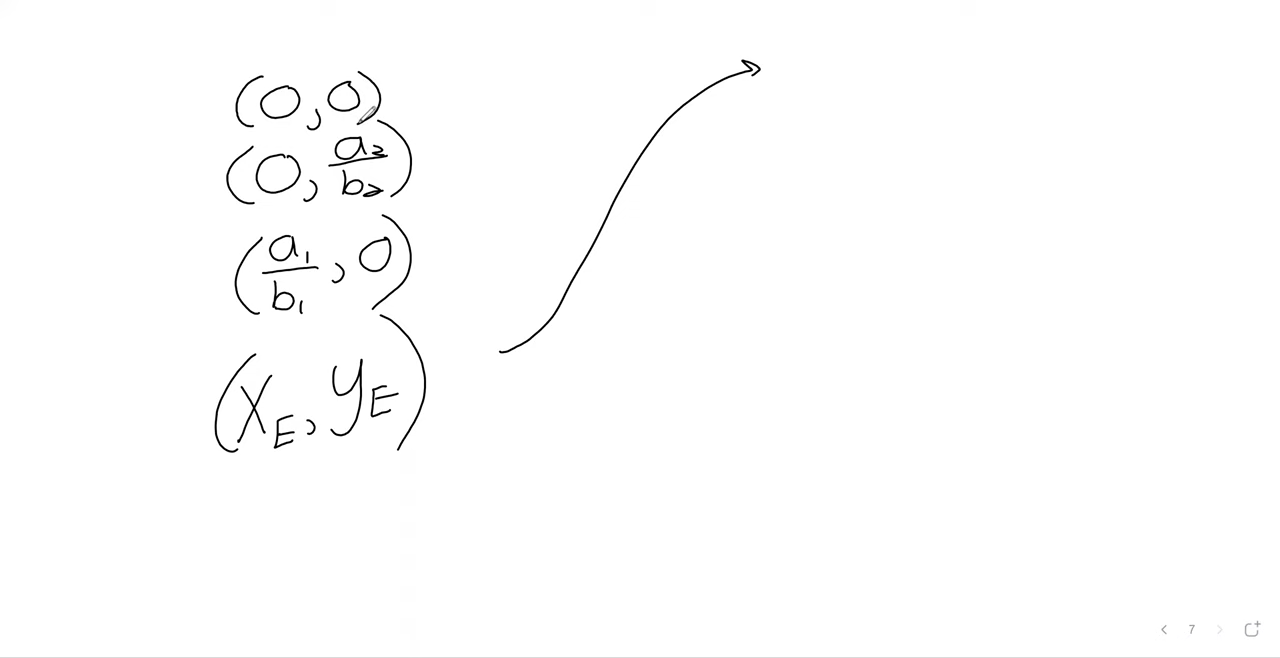 (0, 0)
(0, a₂/b₂)
(a₁/b₁, 0)
(x_E, y_E)
< 7 >